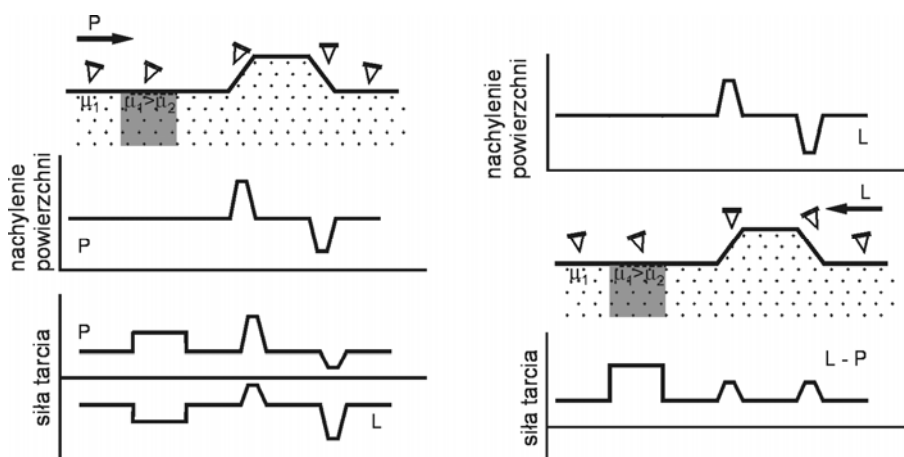 P
μ₁
μ₁>μ₂
nachylenie
powierzchni
P
siła tarcia
P
L
nachylenie
powierzchni
L
L
μ₁
μ₁>μ₂
siła tarcia
L - P